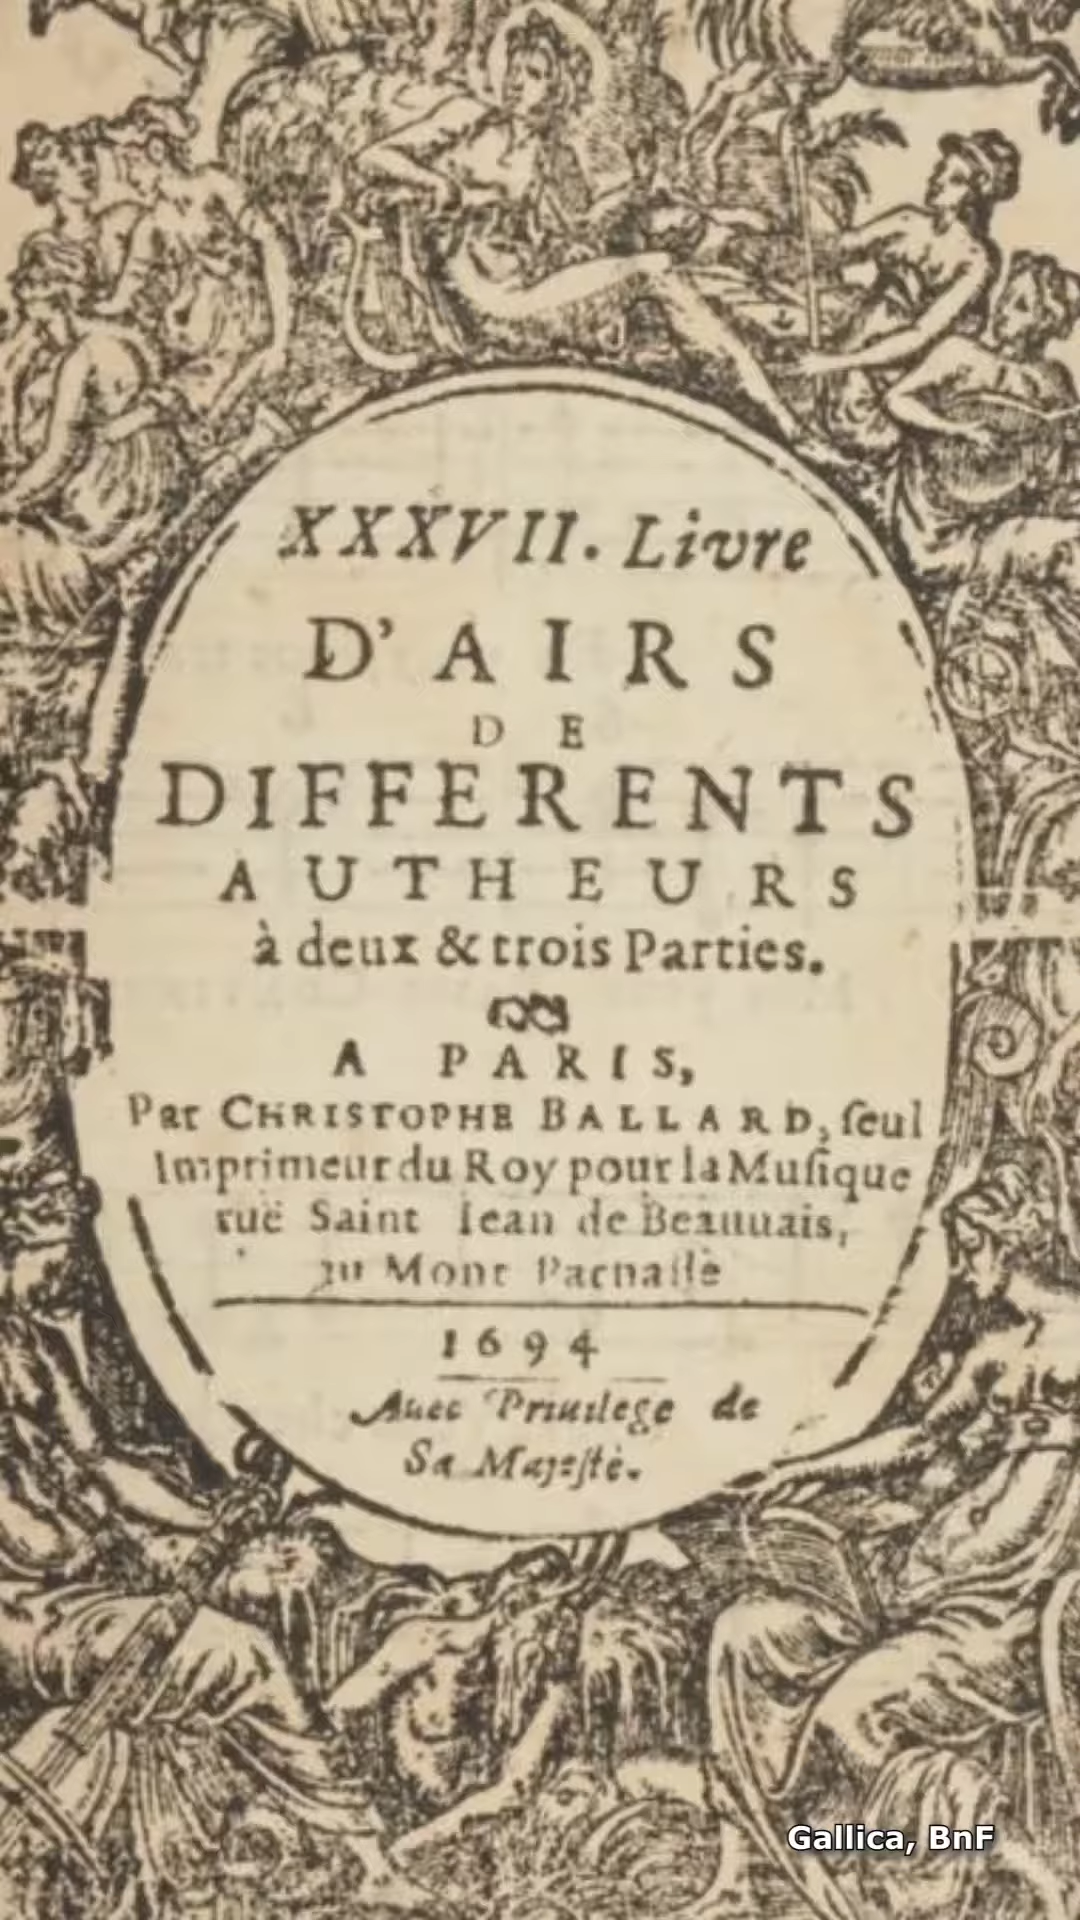 XXXVII. Livre
D'AIRS
DE
DIFFERENTS
AUTHEURS
à deux & trois Parties.
A PARIS,
Par CHRISTOPHE BALLARD, ſeul
Imprimeur du Roy pour la Muſique
ruë Saint Iean de Beauuais,
au Mont Parnaſſe
1694
Auec Priuilege de
Sa Majeſté.
Gallica, BnF